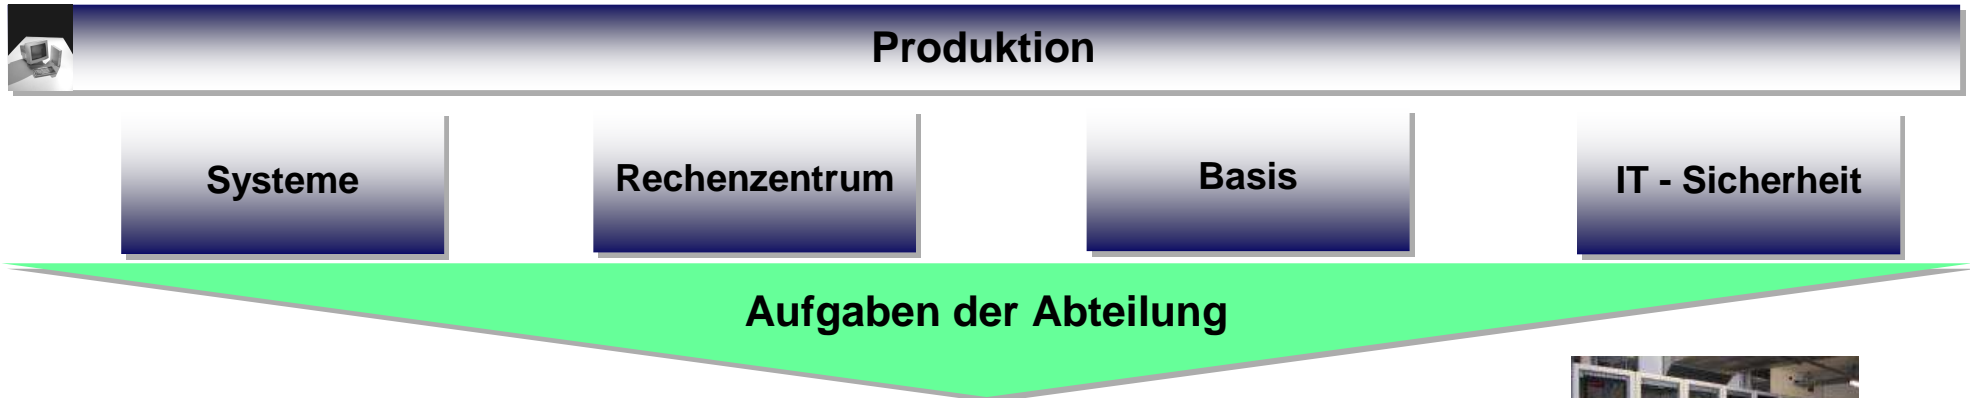 Produktion
Systeme
Rechenzentrum
Basis
IT - Sicherheit
Aufgaben der Abteilung